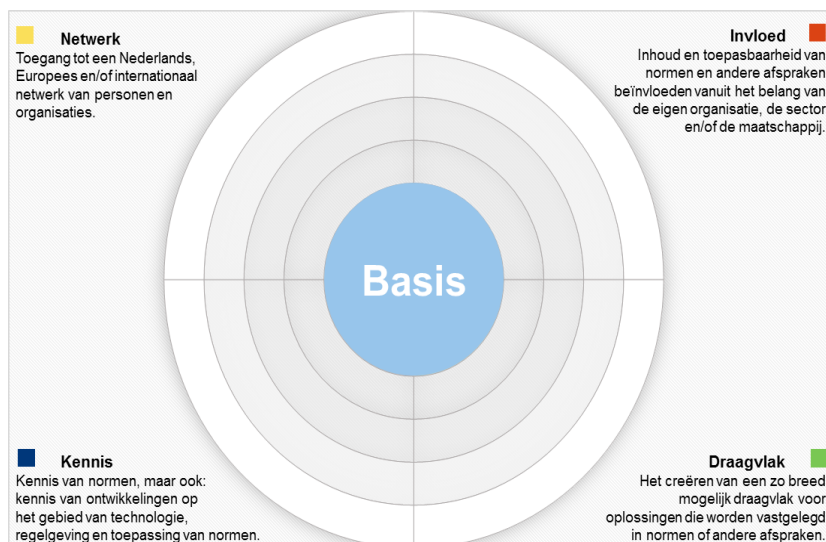 Netwerk
Toegang tot een Nederlands,
Europees en/of internationaal
netwerk van personen en
organisaties.
Invloed
Inhoud en toepasbaarheid van
normen en andere afspraken
beïnvloeden vanuit het belang van
de eigen organisatie, de sector
en/of de maatschappij.
Basis
Kennis
Kennis van normen, maar ook:
kennis van ontwikkelingen op
het gebied van technologie,
regelgeving en toepassing van normen.
Draagvlak
Het creëren van een zo breed
mogelijk draagvlak voor
oplossingen die worden vastgelegd
in normen of andere afspraken.